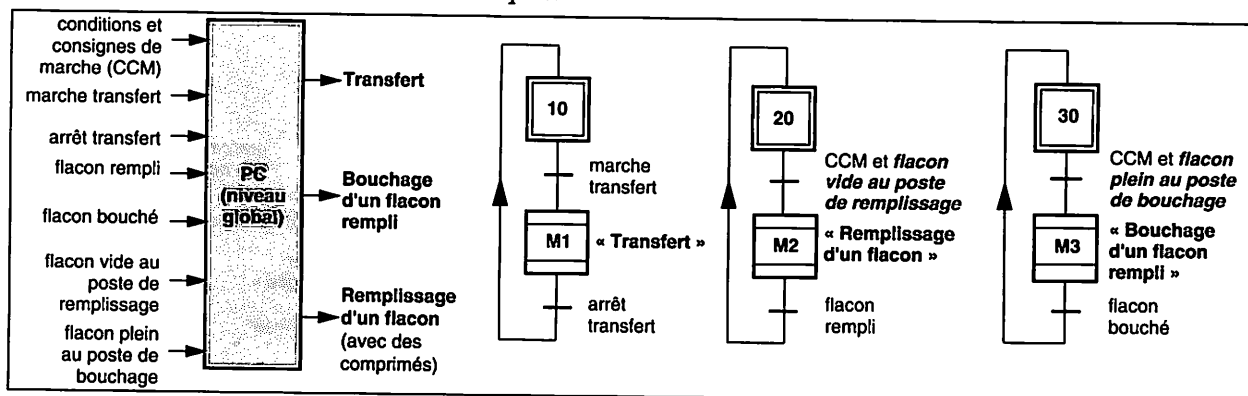 conditions et
consignes de
marche (CCM)
marche transfert
arrêt transfert
flacon rempli
flacon bouché
flacon vide au
poste de
remplissage
flacon plein
au poste de
bouchage
PC
(niveau
global)
Transfert
Bouchage
d'un flacon
rempli
Remplissage
d'un flacon
(avec des
comprimés)
10
marche
transfert
M1 « Transfert »
arrêt
transfert
20
CCM et flacon
vide au poste
de remplissage
M2 « Remplissage
d'un flacon »
flacon
rempli
30
CCM et flacon
plein au poste
de bouchage
M3 « Bouchage
d'un flacon
rempli »
flacon
bouché